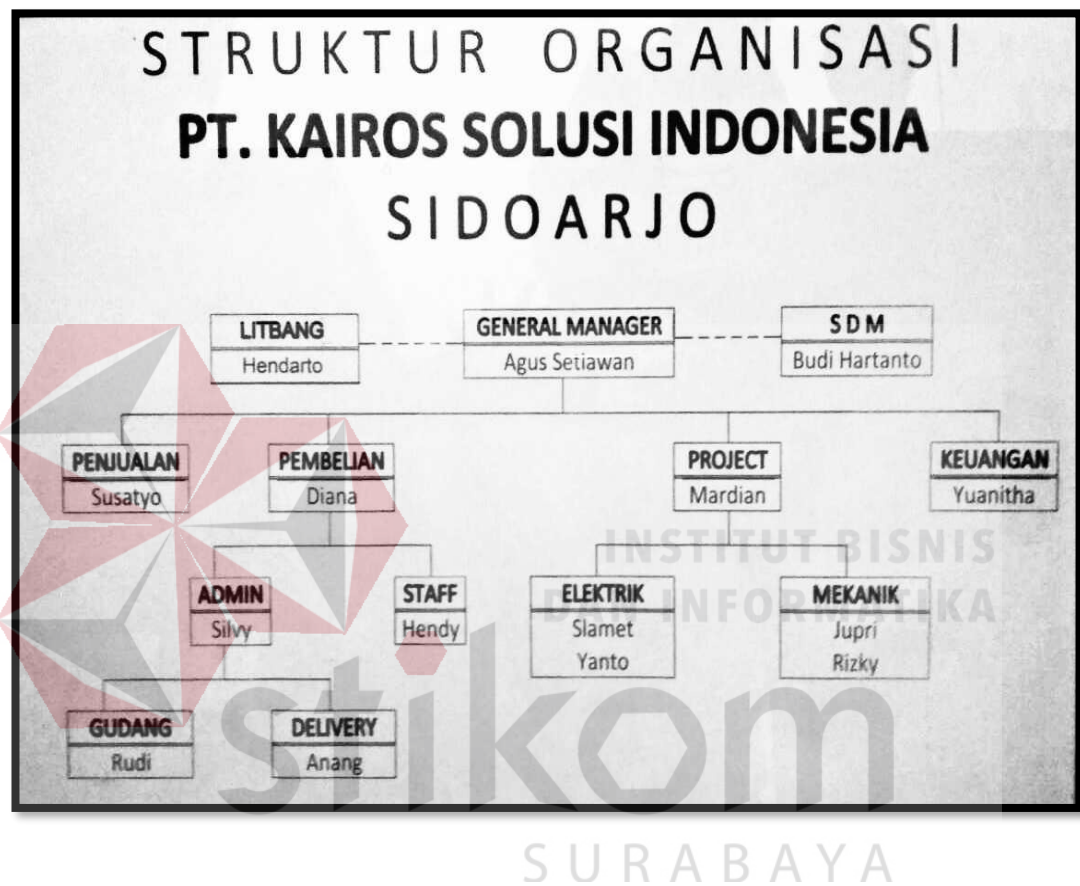 STRUKTUR ORGANISASI
PT. KAIROS SOLUSI INDONESIA
SIDOARJO
LITBANG
Hendarto
GENERAL MANAGER
Agus Setiawan
SDM
Budi Hartanto
PENJUALAN
Susatyo
PEMBELIAN
Diana
PROJECT
Mardian
KEUANGAN
Yuanitha
INSTITUT BISNIS
DAN INFORMATIKA
ADMIN
Silvy
STAFF
Hendy
ELEKTRIK
Slamet
Yanto
MEKANIK
Jupri
Rizky
GUDANG
Rudi
DELIVERY
Anang
stikom
SURABAYA